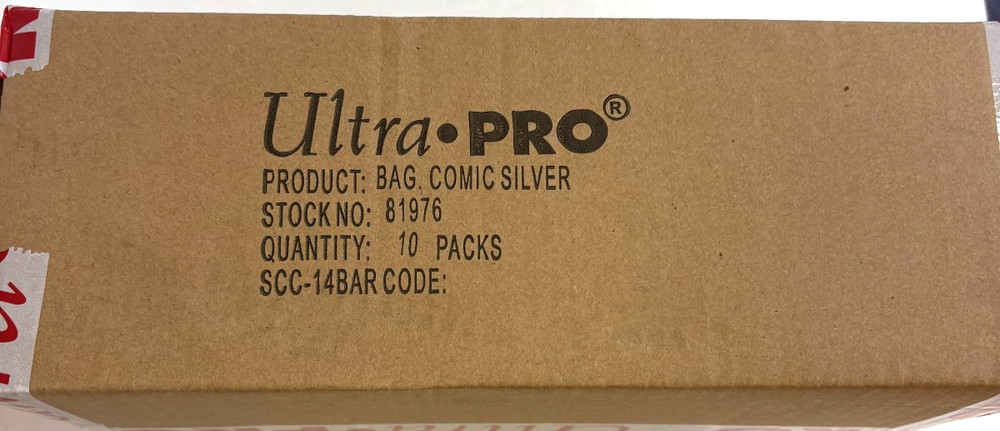 Ultra•PRO®
PRODUCT: BAG, COMIC SILVER
STOCK NO: 81976
QUANTITY: 10 PACKS
SCC-14BAR CODE: